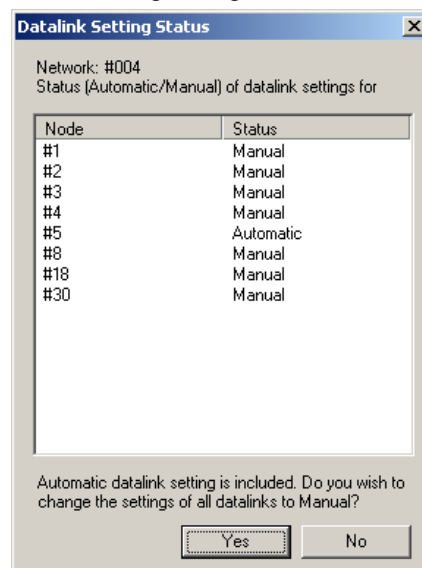 Datalink Setting Status
Network: #004
Status (Automatic/Manual) of datalink settings for
Node Status
#1 Manual
#2 Manual
#3 Manual
#4 Manual
#5 Automatic
#8 Manual
#18 Manual
#30 Manual
Automatic datalink setting is included. Do you wish to
change the settings of all datalinks to Manual?
Yes No